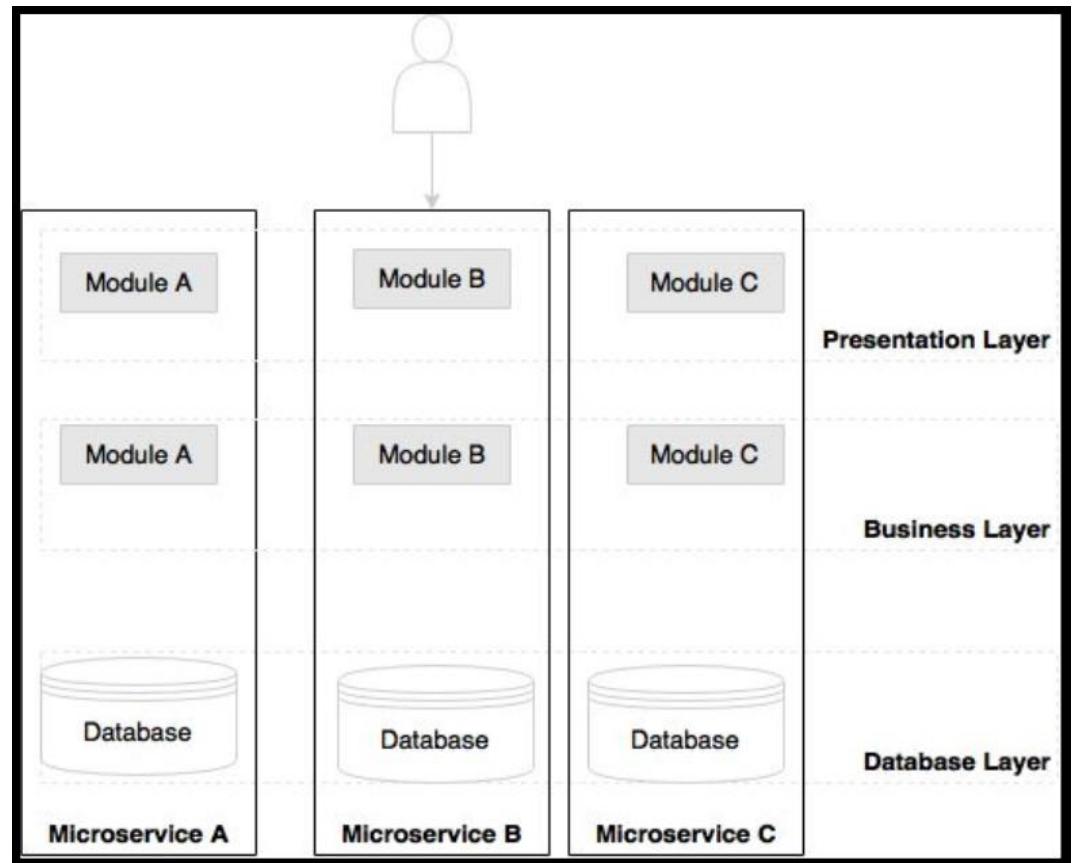 Module A
Module B
Module C
Presentation Layer
Module A
Module B
Module C
Business Layer
Database
Database
Database
Database Layer
Microservice A
Microservice B
Microservice C